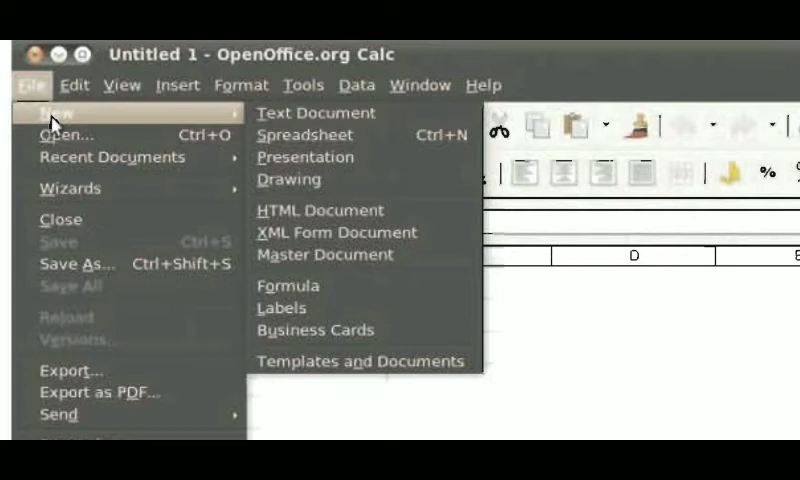 Untitled 1 - OpenOffice.org Calc
File Edit View Insert Format Tools Data Window Help
New
Open... Ctrl+O
Recent Documents
Wizards
Close
Save Ctrl+S
Save As... Ctrl+Shift+S
Save All
Reload
Versions...
Export...
Export as PDF...
Send
Text Document
Spreadsheet Ctrl+N
Presentation
Drawing
HTML Document
XML Form Document
Master Document
Formula
Labels
Business Cards
Templates and Documents
%
D
E